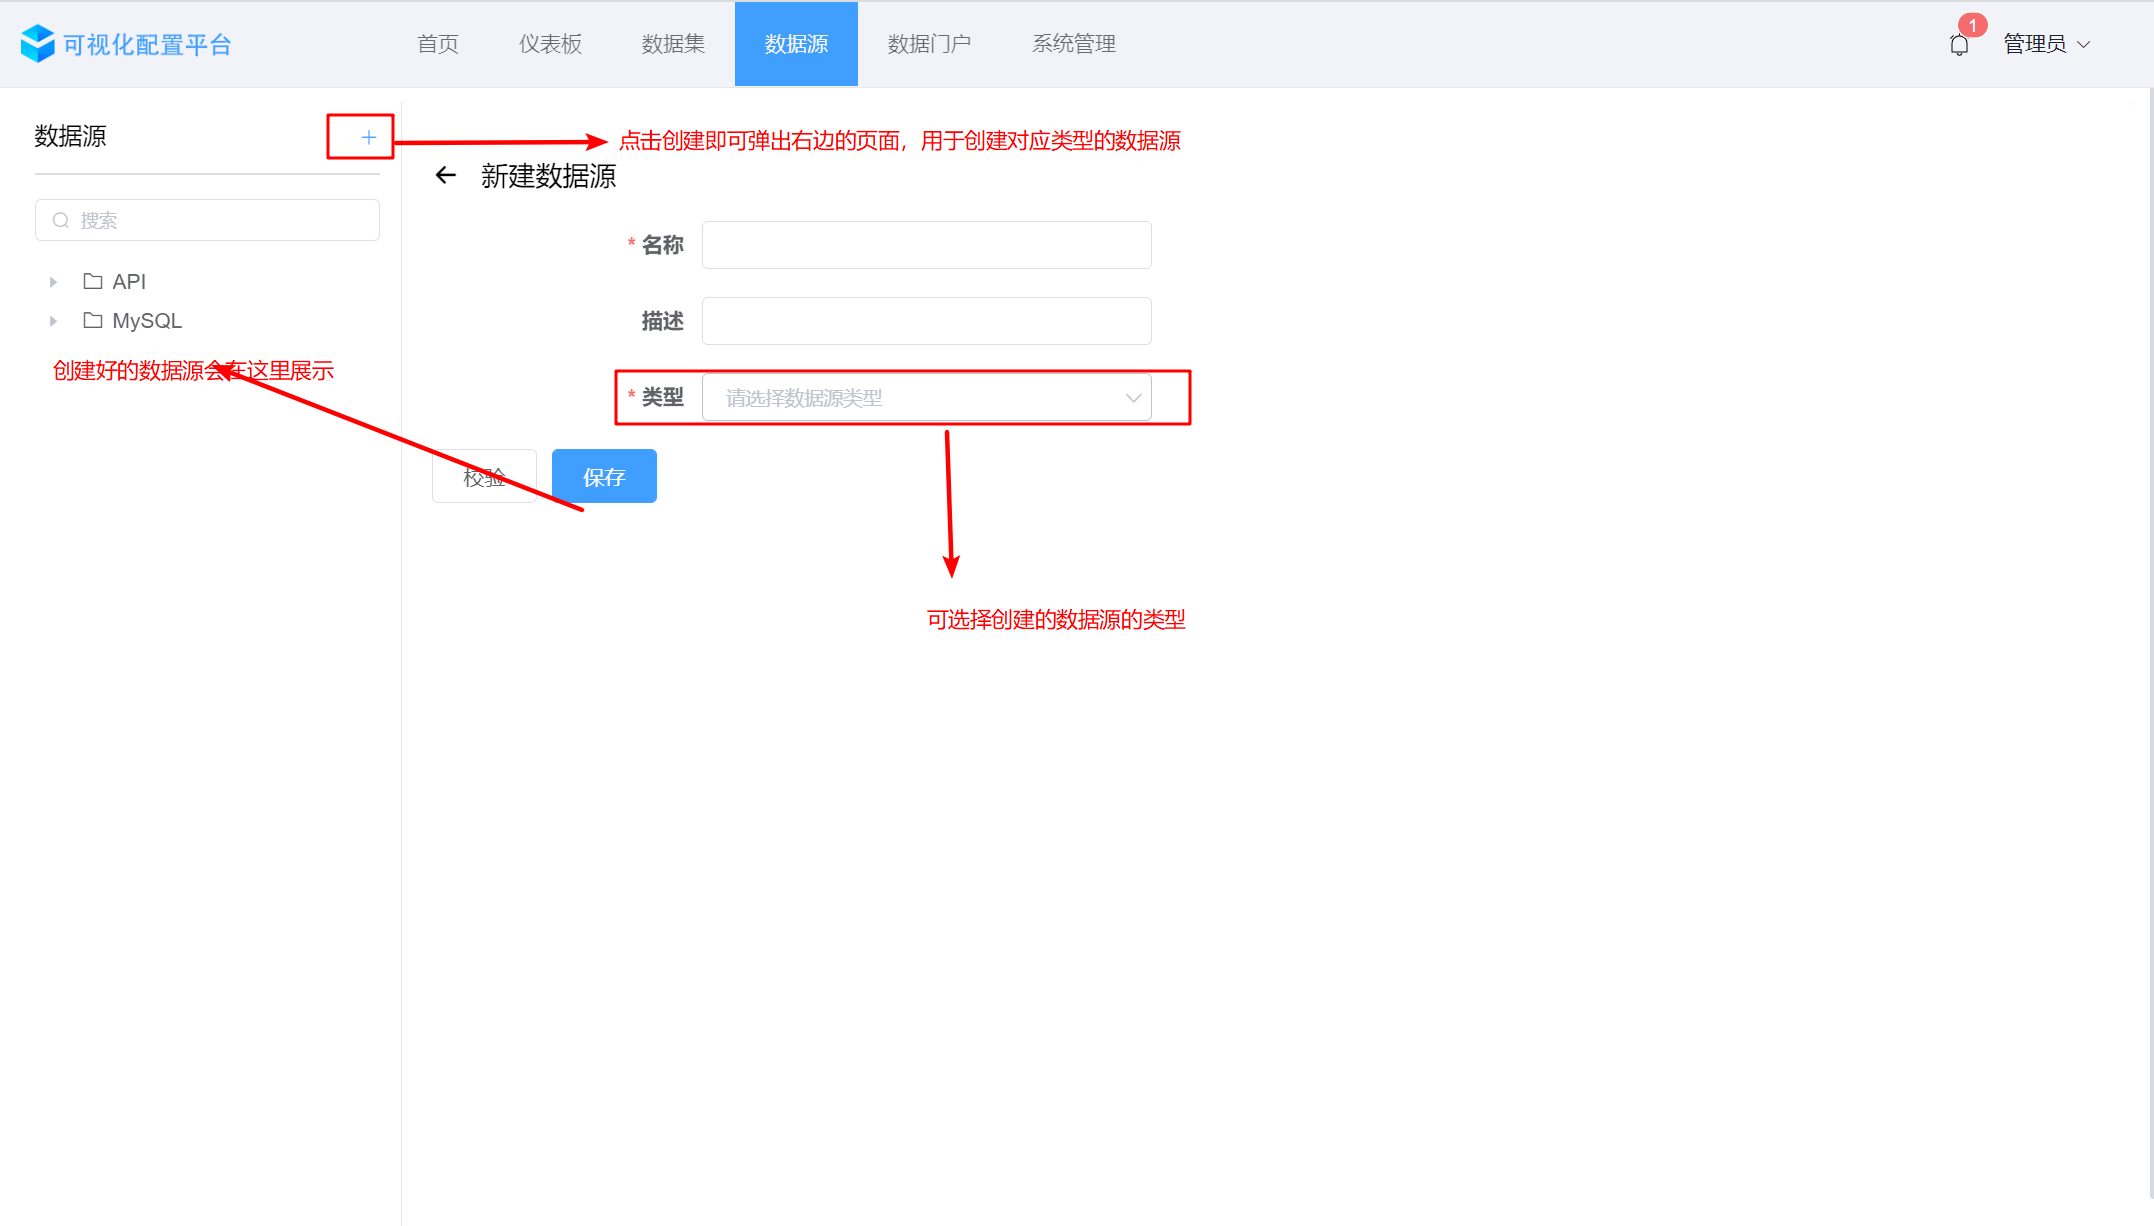 可视化配置平台
首页 仪表板 数据集 数据源 数据门户 系统管理
1
管理员
数据源 +
点击创建即可弹出右边的页面，用于创建对应类型的数据源
新建数据源
搜索
* 名称
API
MySQL
描述
创建好的数据源会在这里展示
* 类型 请选择数据源类型
校验 保存
可选择创建的数据源的类型